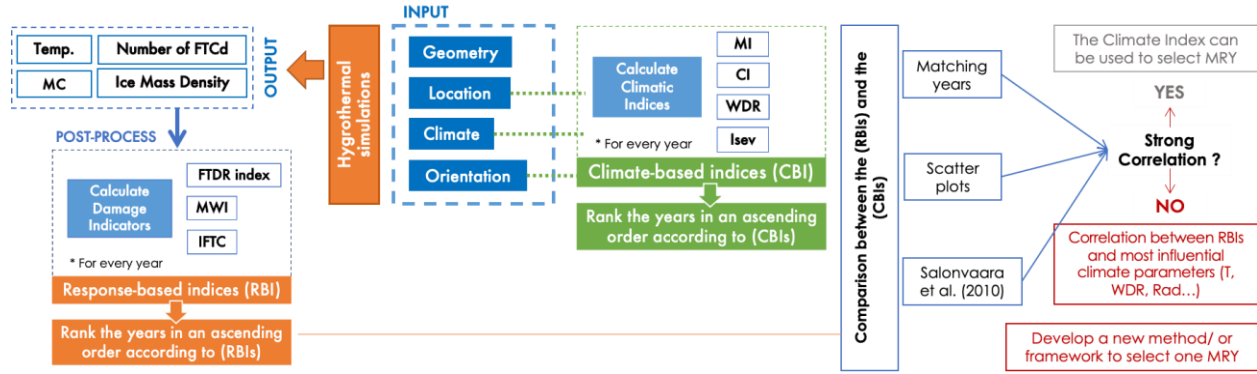 OUTPUT
Temp.
Number of FTCd
MC
Ice Mass Density
POST-PROCESS
Calculate
Damage
Indicators
FTDR index
MWI
IFTC
* For every year
Response-based indices (RBI)
Rank the years in an ascending
order according to (RBIs)
Hygrothermal
simulations
INPUT
Geometry
Location
Climate
Orientation
Calculate
Climatic
Indices
MI
CI
WDR
Isev
* For every year
Climate-based indices (CBI)
Rank the years in an ascending
order according to (CBIs)
Comparison between the (RBIs) and the
(CBIs)
Matching
years
Scatter
plots
Salonvaara
et al. (2010)
The Climate Index can
be used to select MRY
YES
Strong
Correlation ?
NO
Correlation between RBIs
and most influential
climate parameters (T,
WDR, Rad...)
Develop a new method/ or
framework to select one MRY